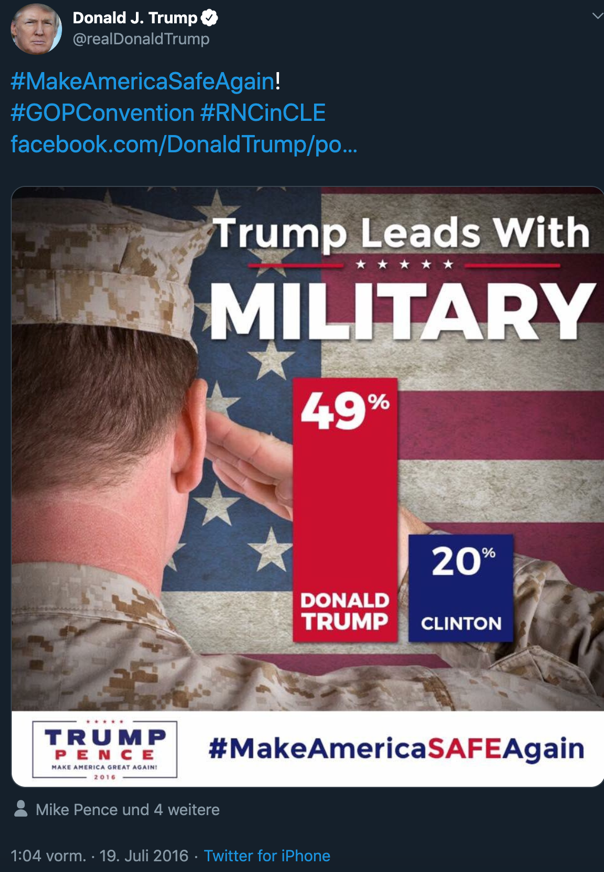 Donald J. Trump
@realDonaldTrump
#MakeAmericaSafeAgain!
#GOPConvention #RNCinCLE
facebook.com/DonaldTrump/po...
Trump Leads With
MILITARY
49%
DONALD
TRUMP
20%
CLINTON
TRUMP
PENCE
MAKE AMERICA GREAT AGAIN!
2016
#MakeAmericaSAFEAgain
Mike Pence und 4 weitere
1:04 vorm. · 19. Juli 2016 · Twitter for iPhone